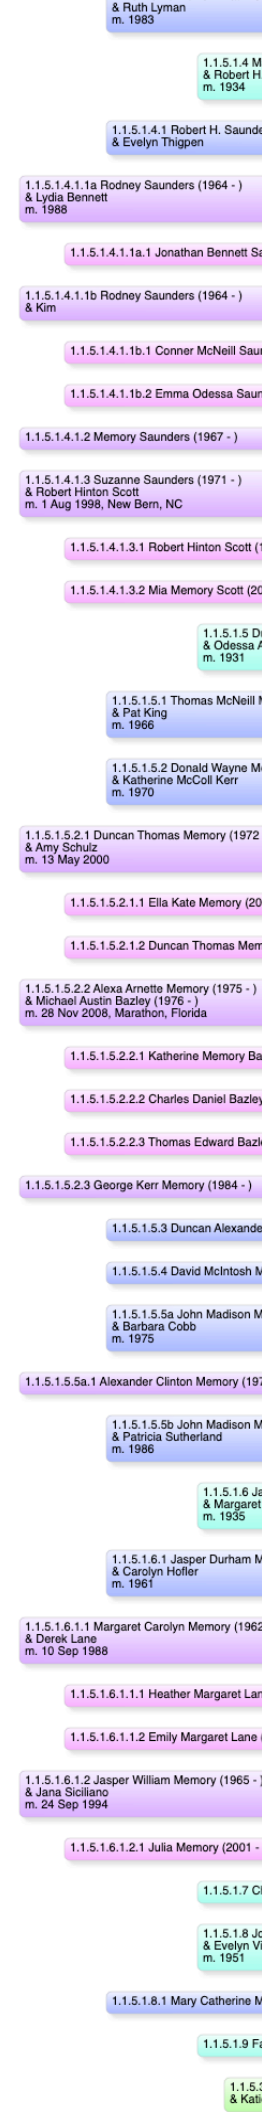 & Ruth Lyman
m. 1983
1.1.5.1.4 M
& Robert H.
m. 1934
1.1.5.1.4.1 Robert H. Saunde
& Evelyn Thigpen
1.1.5.1.4.1.1a Rodney Saunders (1964 - )
& Lydia Bennett
m. 1988
1.1.5.1.4.1.1a.1 Jonathan Bennett Sa
1.1.5.1.4.1.1b Rodney Saunders (1964 - )
& Kim
1.1.5.1.4.1.1b.1 Conner McNeill Saun
1.1.5.1.4.1.1b.2 Emma Odessa Saun
1.1.5.1.4.1.2 Memory Saunders (1967 - )
1.1.5.1.4.1.3 Suzanne Saunders (1971 - )
& Robert Hinton Scott
m. 1 Aug 1998, New Bern, NC
1.1.5.1.4.1.3.1 Robert Hinton Scott (1
1.1.5.1.4.1.3.2 Mia Memory Scott (20
1.1.5.1.5 D
& Odessa A
m. 1931
1.1.5.1.5.1 Thomas McNeill M
& Pat King
m. 1966
1.1.5.1.5.2 Donald Wayne Me
& Katherine McColl Kerr
m. 1970
1.1.5.1.5.2.1 Duncan Thomas Memory (1972
& Amy Schulz
m. 13 May 2000
1.1.5.1.5.2.1.1 Ella Kate Memory (20
1.1.5.1.5.2.1.2 Duncan Thomas Mem
1.1.5.1.5.2.2 Alexa Arnette Memory (1975 - )
& Michael Austin Bazley (1976 - )
m. 28 Nov 2008, Marathon, Florida
1.1.5.1.5.2.2.1 Katherine Memory Ba
1.1.5.1.5.2.2.2 Charles Daniel Bazley
1.1.5.1.5.2.2.3 Thomas Edward Bazle
1.1.5.1.5.2.3 George Kerr Memory (1984 - )
1.1.5.1.5.3 Duncan Alexande
1.1.5.1.5.4 David McIntosh M
1.1.5.1.5.5a John Madison M
& Barbara Cobb
m. 1975
1.1.5.1.5.5a.1 Alexander Clinton Memory (197
1.1.5.1.5.5b John Madison M
& Patricia Sutherland
m. 1986
1.1.5.1.6 Ja
& Margaret
m. 1935
1.1.5.1.6.1 Jasper Durham M
& Carolyn Hofler
m. 1961
1.1.5.1.6.1.1 Margaret Carolyn Memory (1962
& Derek Lane
m. 10 Sep 1988
1.1.5.1.6.1.1.1 Heather Margaret Lan
1.1.5.1.6.1.1.2 Emily Margaret Lane
1.1.5.1.6.1.2 Jasper William Memory (1965 - )
& Jana Siciliano
m. 24 Sep 1994
1.1.5.1.6.1.2.1 Julia Memory (2001 -
1.1.5.1.7 C
1.1.5.1.8 Jo
& Evelyn Vi
m. 1951
1.1.5.1.8.1 Mary Catherine M
1.1.5.1.9 Fa
1.1.5.
& Kati